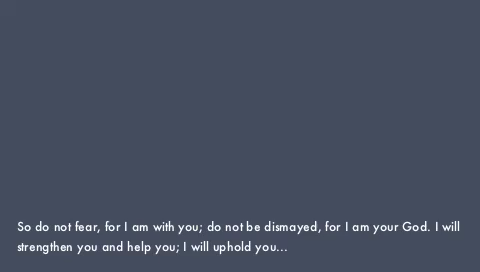 So do not fear, for I am with you; do not be dismayed, for I am your God. I will
strengthen you and help you; I will uphold you...